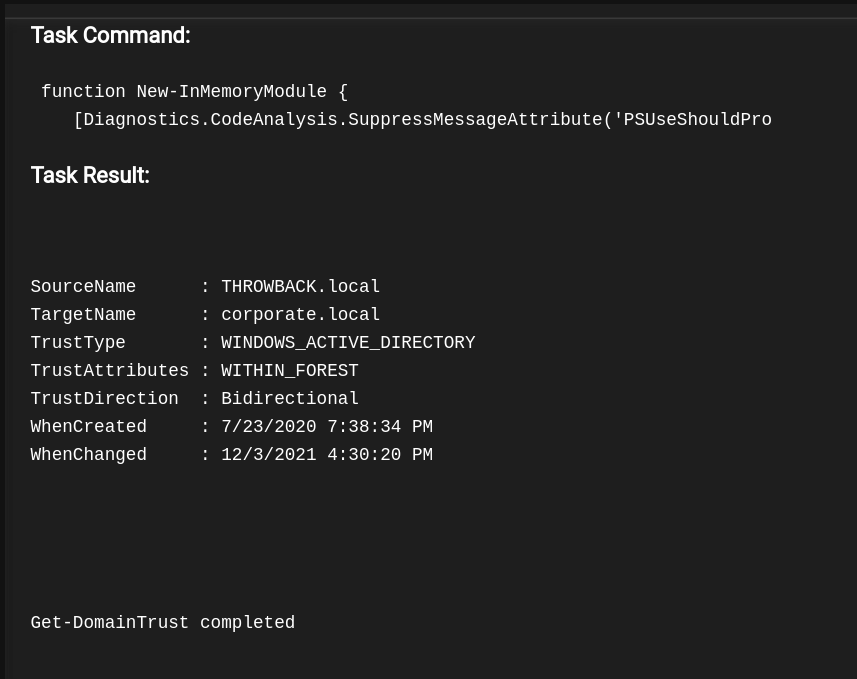 Task Command:
function New-InMemoryModule {
[Diagnostics.CodeAnalysis.SuppressMessageAttribute('PSUseShouldPro
Task Result:
SourceName      : THROWBACK.local
TargetName      : corporate.local
TrustType       : WINDOWS_ACTIVE_DIRECTORY
TrustAttributes : WITHIN_FOREST
TrustDirection  : Bidirectional
WhenCreated     : 7/23/2020 7:38:34 PM
WhenChanged     : 12/3/2021 4:30:20 PM
Get-DomainTrust completed